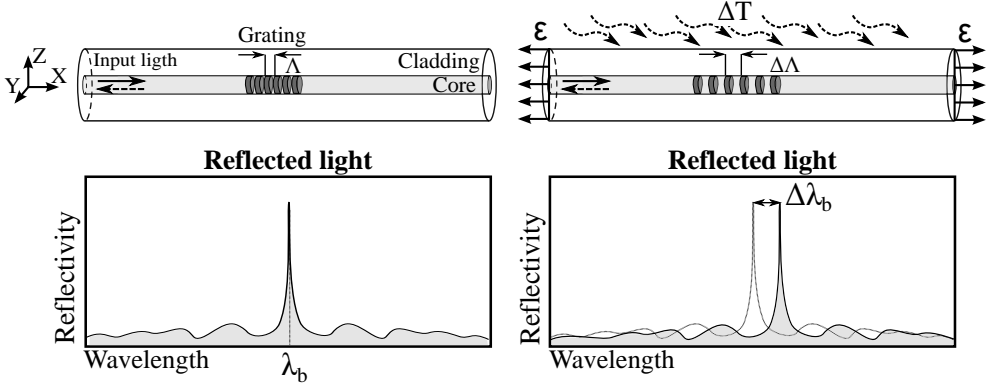 Grating
Input ligth
Λ
Cladding
Core
Z
Y
X
ΔT
ε
ε
ΔΛ
Reflected light
Reflectivity
Wavelength
λb
Reflected light
Δλb
Reflectivity
Wavelength